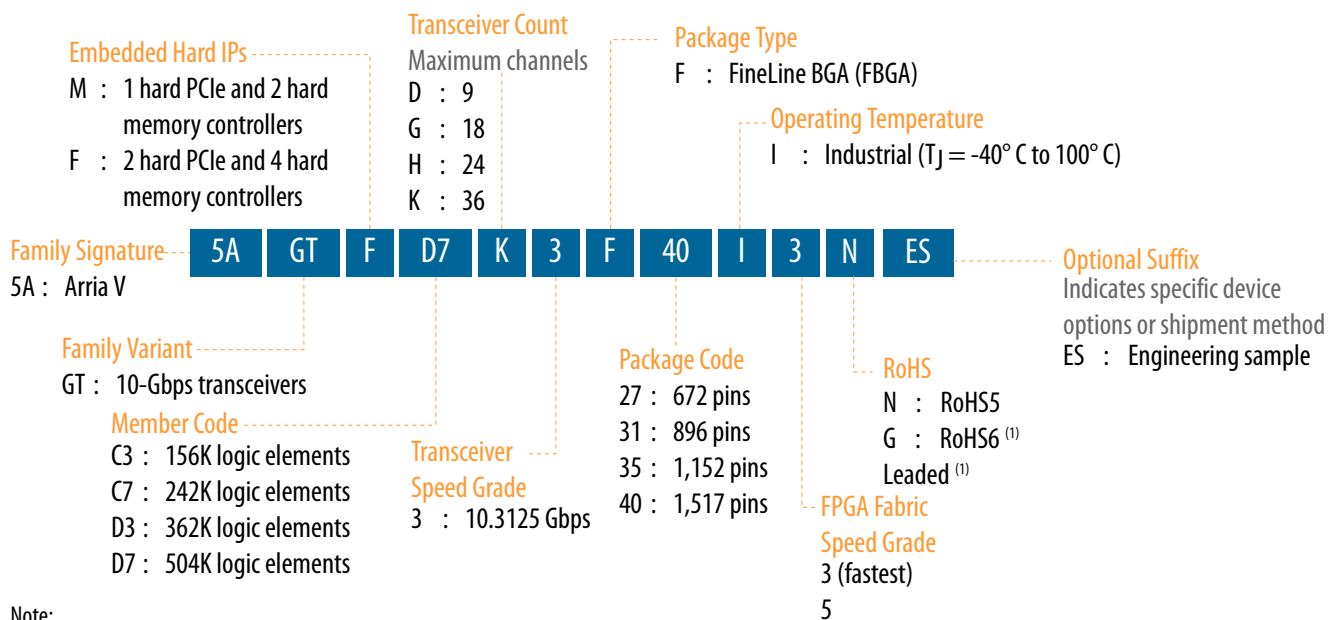 Embedded Hard IPs
M : 1 hard PCIe and 2 hard
memory controllers
F : 2 hard PCIe and 4 hard
memory controllers
Transceiver Count
Maximum channels
D : 9
G : 18
H : 24
K : 36
Package Type
F : FineLine BGA (FBGA)
Operating Temperature
I : Industrial (TJ = -40° C to 100° C)
Family Signature
5A : Arria V
5A GT F D7 K 3 F 40 I 3 N ES
Optional Suffix
Indicates specific device
options or shipment method
ES : Engineering sample
Family Variant
GT : 10-Gbps transceivers
Member Code
C3 : 156K logic elements
C7 : 242K logic elements
D3 : 362K logic elements
D7 : 504K logic elements
Transceiver
Speed Grade
3 : 10.3125 Gbps
Package Code
27 : 672 pins
31 : 896 pins
35 : 1,152 pins
40 : 1,517 pins
RoHS
N : RoHS5
G : RoHS6 (1)
Leaded (1)
FPGA Fabric
Speed Grade
3 (fastest)
5
Note: